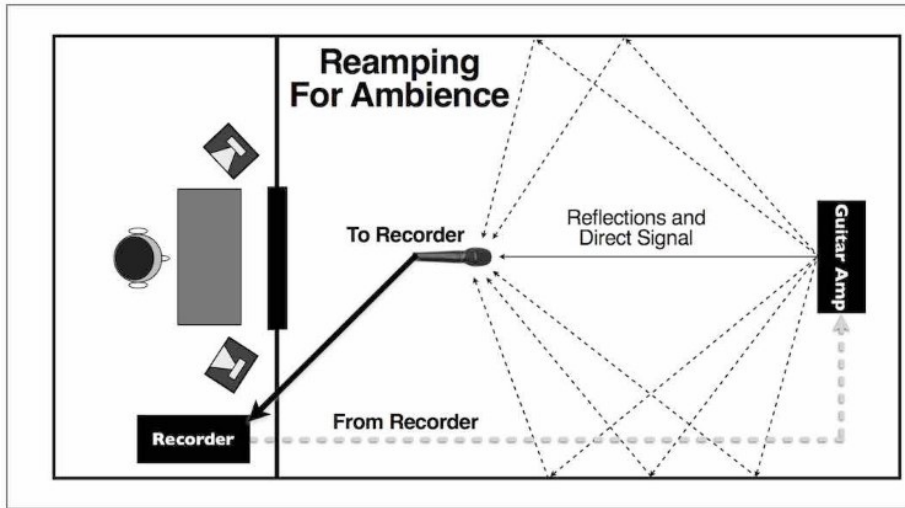 Reamping
For Ambience
To Recorder
Reflections and
Direct Signal
Guitar Amp
From Recorder
Recorder